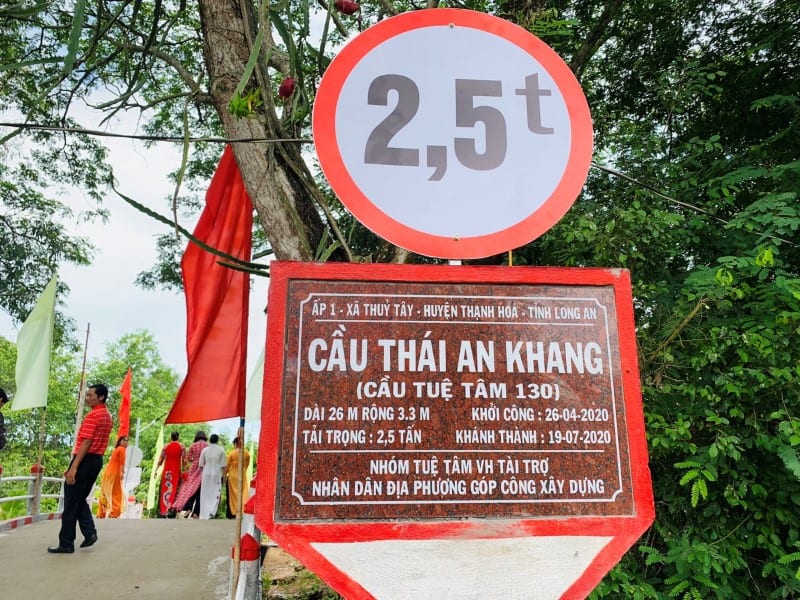 2,5t
ẤP 1 - XÃ THUỶ TÂY - HUYỆN THẠNH HOÁ - TỈNH LONG AN
CẦU THÁI AN KHANG
(CẦU TUỆ TÂM 130)
DÀI 26 M RỘNG 3.3 M KHỞI CÔNG : 26-04-2020
TẢI TRỌNG : 2,5 TẤN KHÁNH THÀNH : 19-07-2020
NHÓM TUỆ TÂM VH TÀI TRỢ
NHÂN DÂN ĐỊA PHƯƠNG GÓP CÔNG XÂY DỰNG